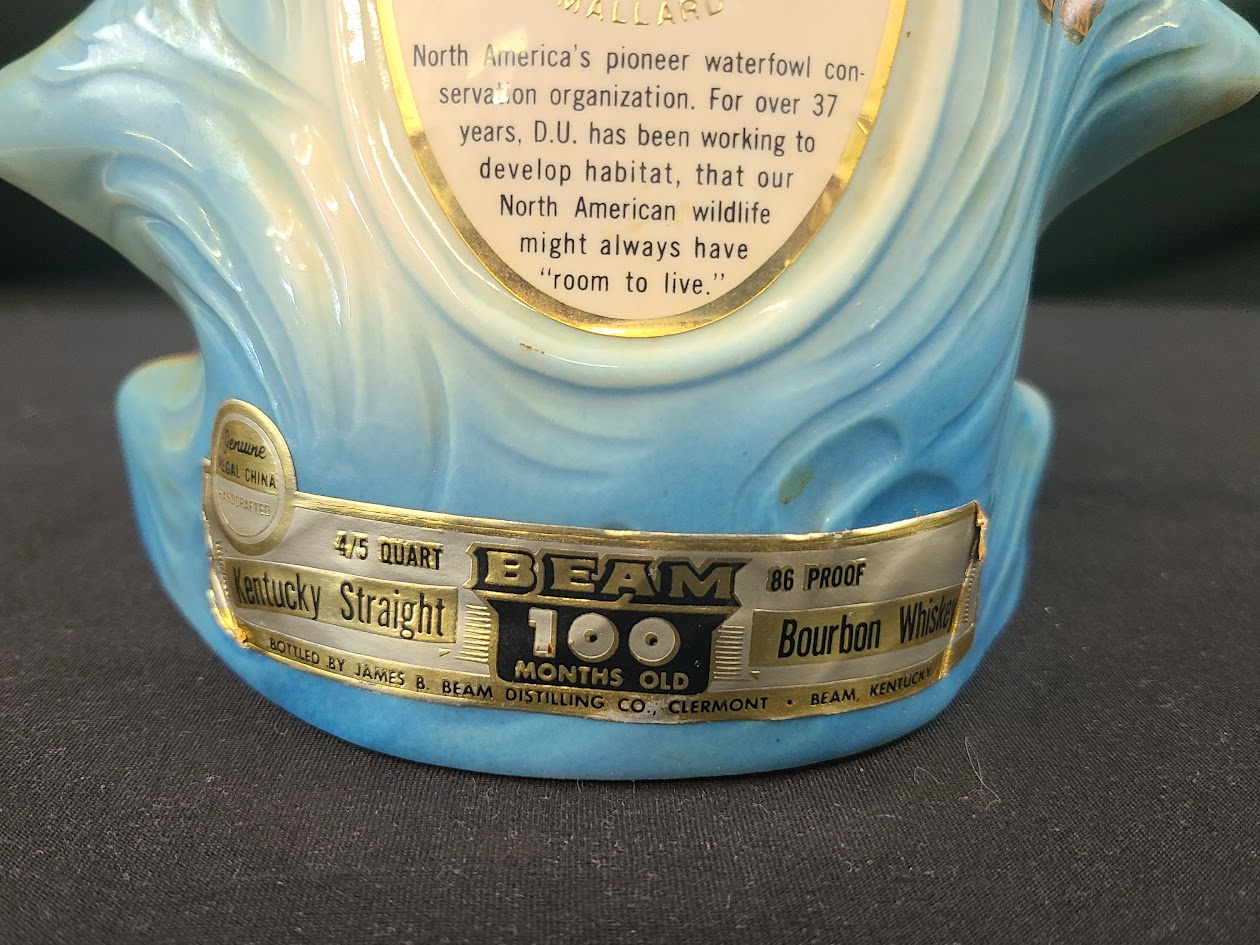 MALLARD
North America's pioneer waterfowl con-
servation organization. For over 37
years, D.U. has been working to
develop habitat, that our
North American wildlife
might always have
"room to live."
Genuine
REGAL CHINA
HANDCRAFTED
4/5 QUART
BEAM
86 PROOF
Kentucky Straight
100
MONTHS OLD
Bourbon Whiskey
BOTTLED BY JAMES B. BEAM DISTILLING CO., CLERMONT • BEAM, KENTUCKY